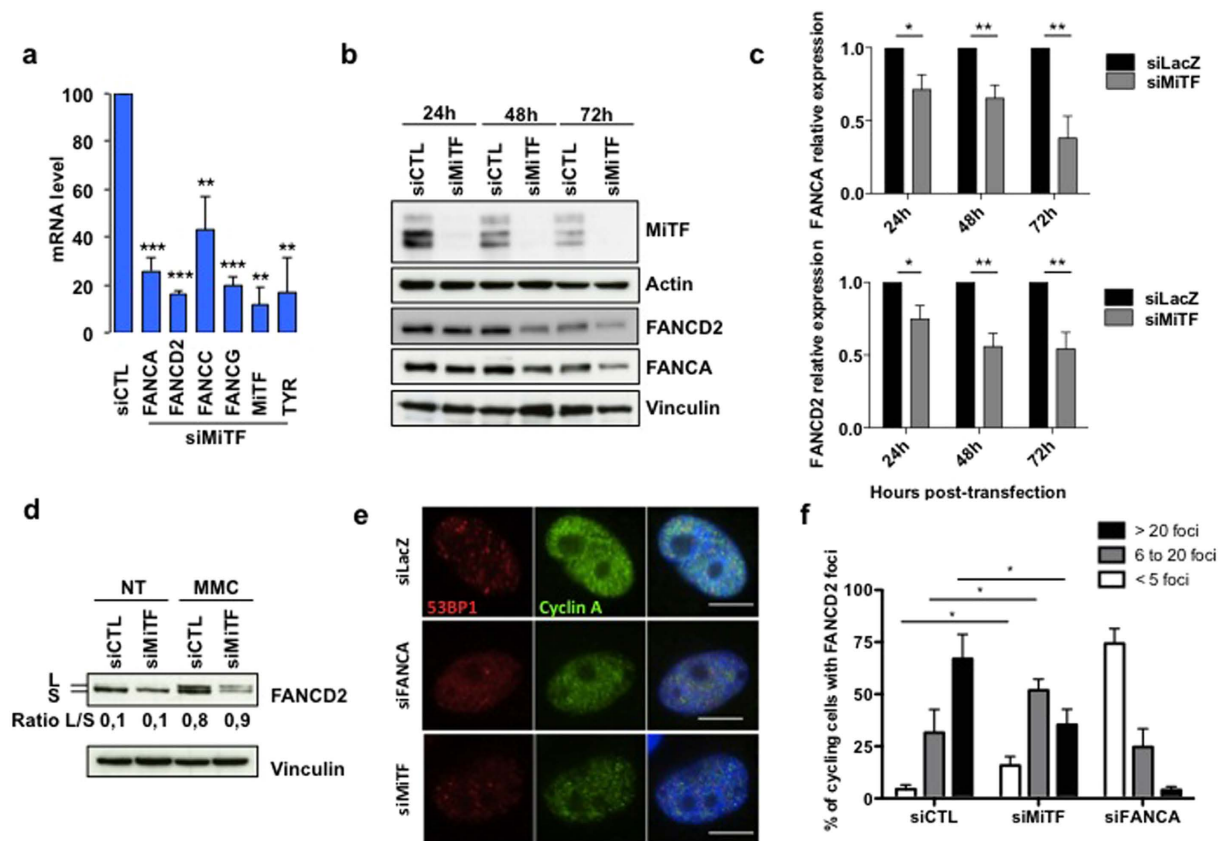 a
mRNA level
100
80
60
40
20
0
***
***
**
***
**
**
siCTL
FANCA
FANCD2
FANCC
FANCG
MiTF
TYR
siMiTF
b
24h 48h 72h
siCTL siMiTF siCTL siMiTF siCTL siMiTF
MiTF
Actin
FANCD2
FANCA
Vinculin
c
FANCA relative expression
1.0
0.5
0.0
* ** **
24h 48h 72h
siLacZ
siMiTF
FANCD2 relative expression
1.0
0.5
0.0
* ** **
24h 48h 72h
siLacZ
siMiTF
Hours post-transfection
d
NT MMC
siCTL siMiTF siCTL siMiTF
L
S
FANCD2
Ratio L/S 0,1 0,1 0,8 0,9
Vinculin
e
siLacZ
53BP1 Cyclin A
siFANCA
siMiTF
f
> 20 foci
6 to 20 foci
< 5 foci
% of cycling cells with FANCD2 foci
100
75
50
25
0
*
*
*
siCTL siMiTF siFANCA